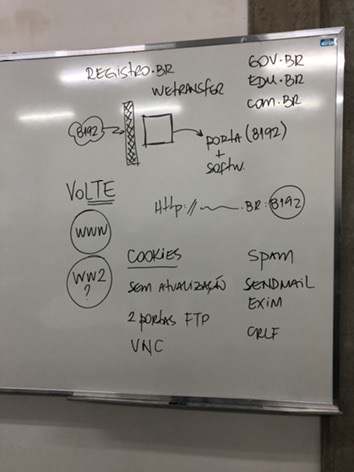 REGISTRO.BR
WETRANSFER
GOV.BR
EDU.BR
COM.BR
8192
PORTA (8192)
+
SOFTW.
VoLTE
Http://
.BR:8192
WWW
WW2
?
COOKIES
SEM ATUALIZAÇÃO
2 PORTAS FTP
VNC
SPAM
SENDMAIL
EXIM
CRLF